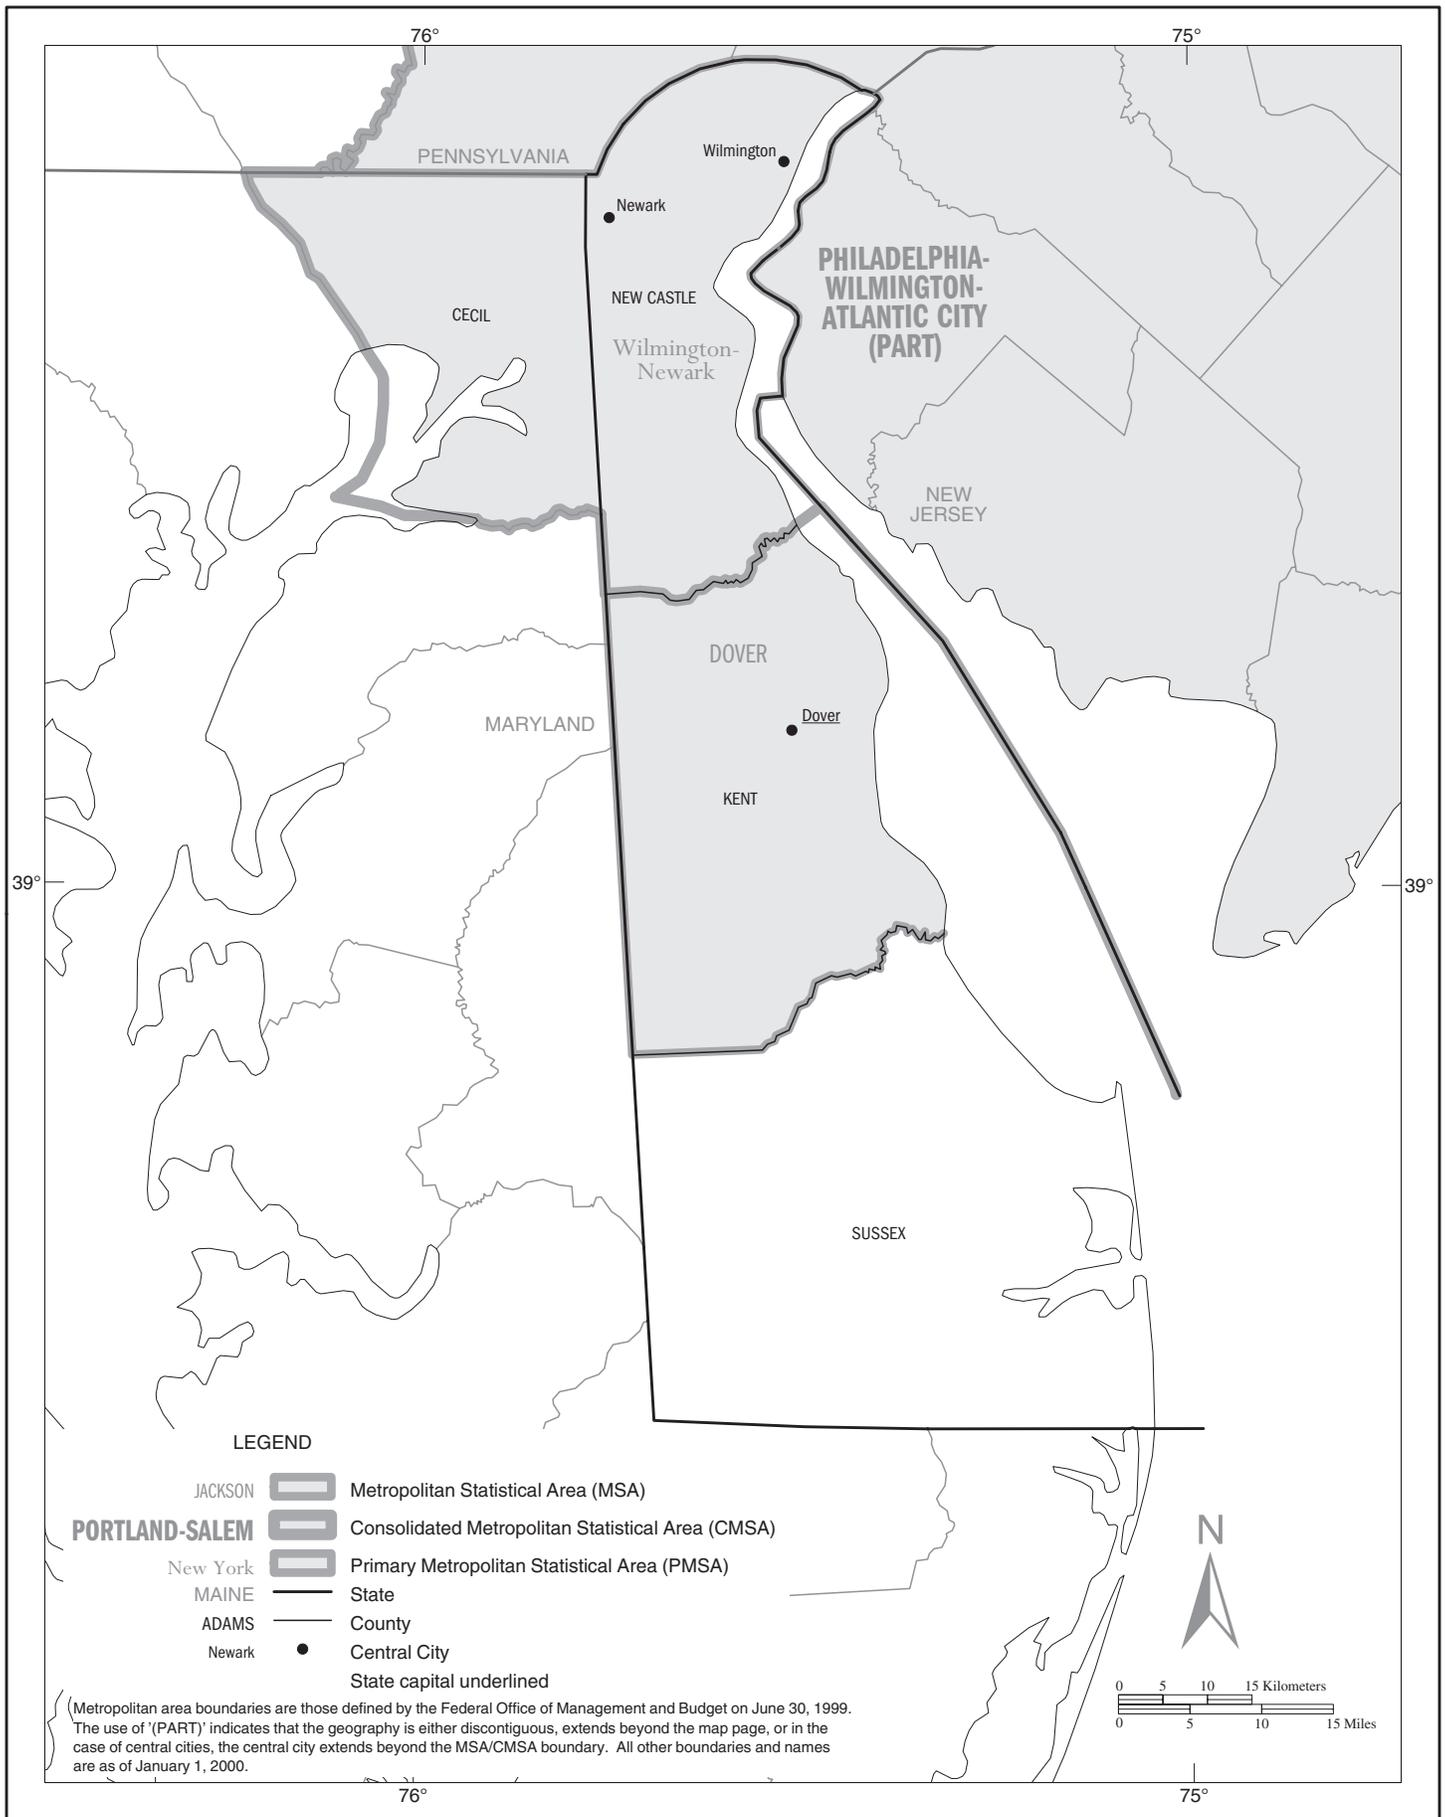 76°
75°
PENNSYLVANIA
Wilmington
Newark
PHILADELPHIA-
WILMINGTON-
ATLANTIC CITY
(PART)
NEW CASTLE
CECIL
Wilmington-
Newark
NEW
JERSEY
DOVER
Dover
MARYLAND
KENT
39°
39°
SUSSEX
LEGEND
JACKSON Metropolitan Statistical Area (MSA)
PORTLAND-SALEM Consolidated Metropolitan Statistical Area (CMSA)
New York Primary Metropolitan Statistical Area (PMSA)
MAINE State
ADAMS County
Newark Central City
State capital underlined
N
0 5 10 15 Kilometers
0 5 10 15 Miles
Metropolitan area boundaries are those defined by the Federal Office of Management and Budget on June 30, 1999.
The use of '(PART)' indicates that the geography is either discontiguous, extends beyond the map page, or in the
case of central cities, the central city extends beyond the MSA/CMSA boundary. All other boundaries and names
are as of January 1, 2000.
76°
75°